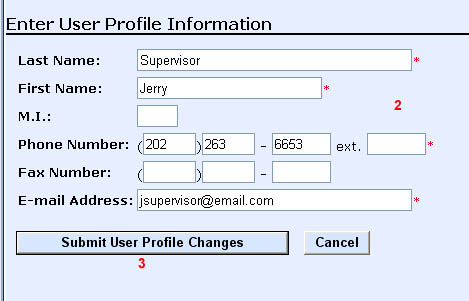 Enter User Profile Information
Last Name: Supervisor *
First Name: Jerry *
2
M.I.:
Phone Number: (202)263 - 6653 ext. *
Fax Number: ( ) -
E-mail Address: jsupervisor@email.com *
Submit User Profile Changes Cancel
3